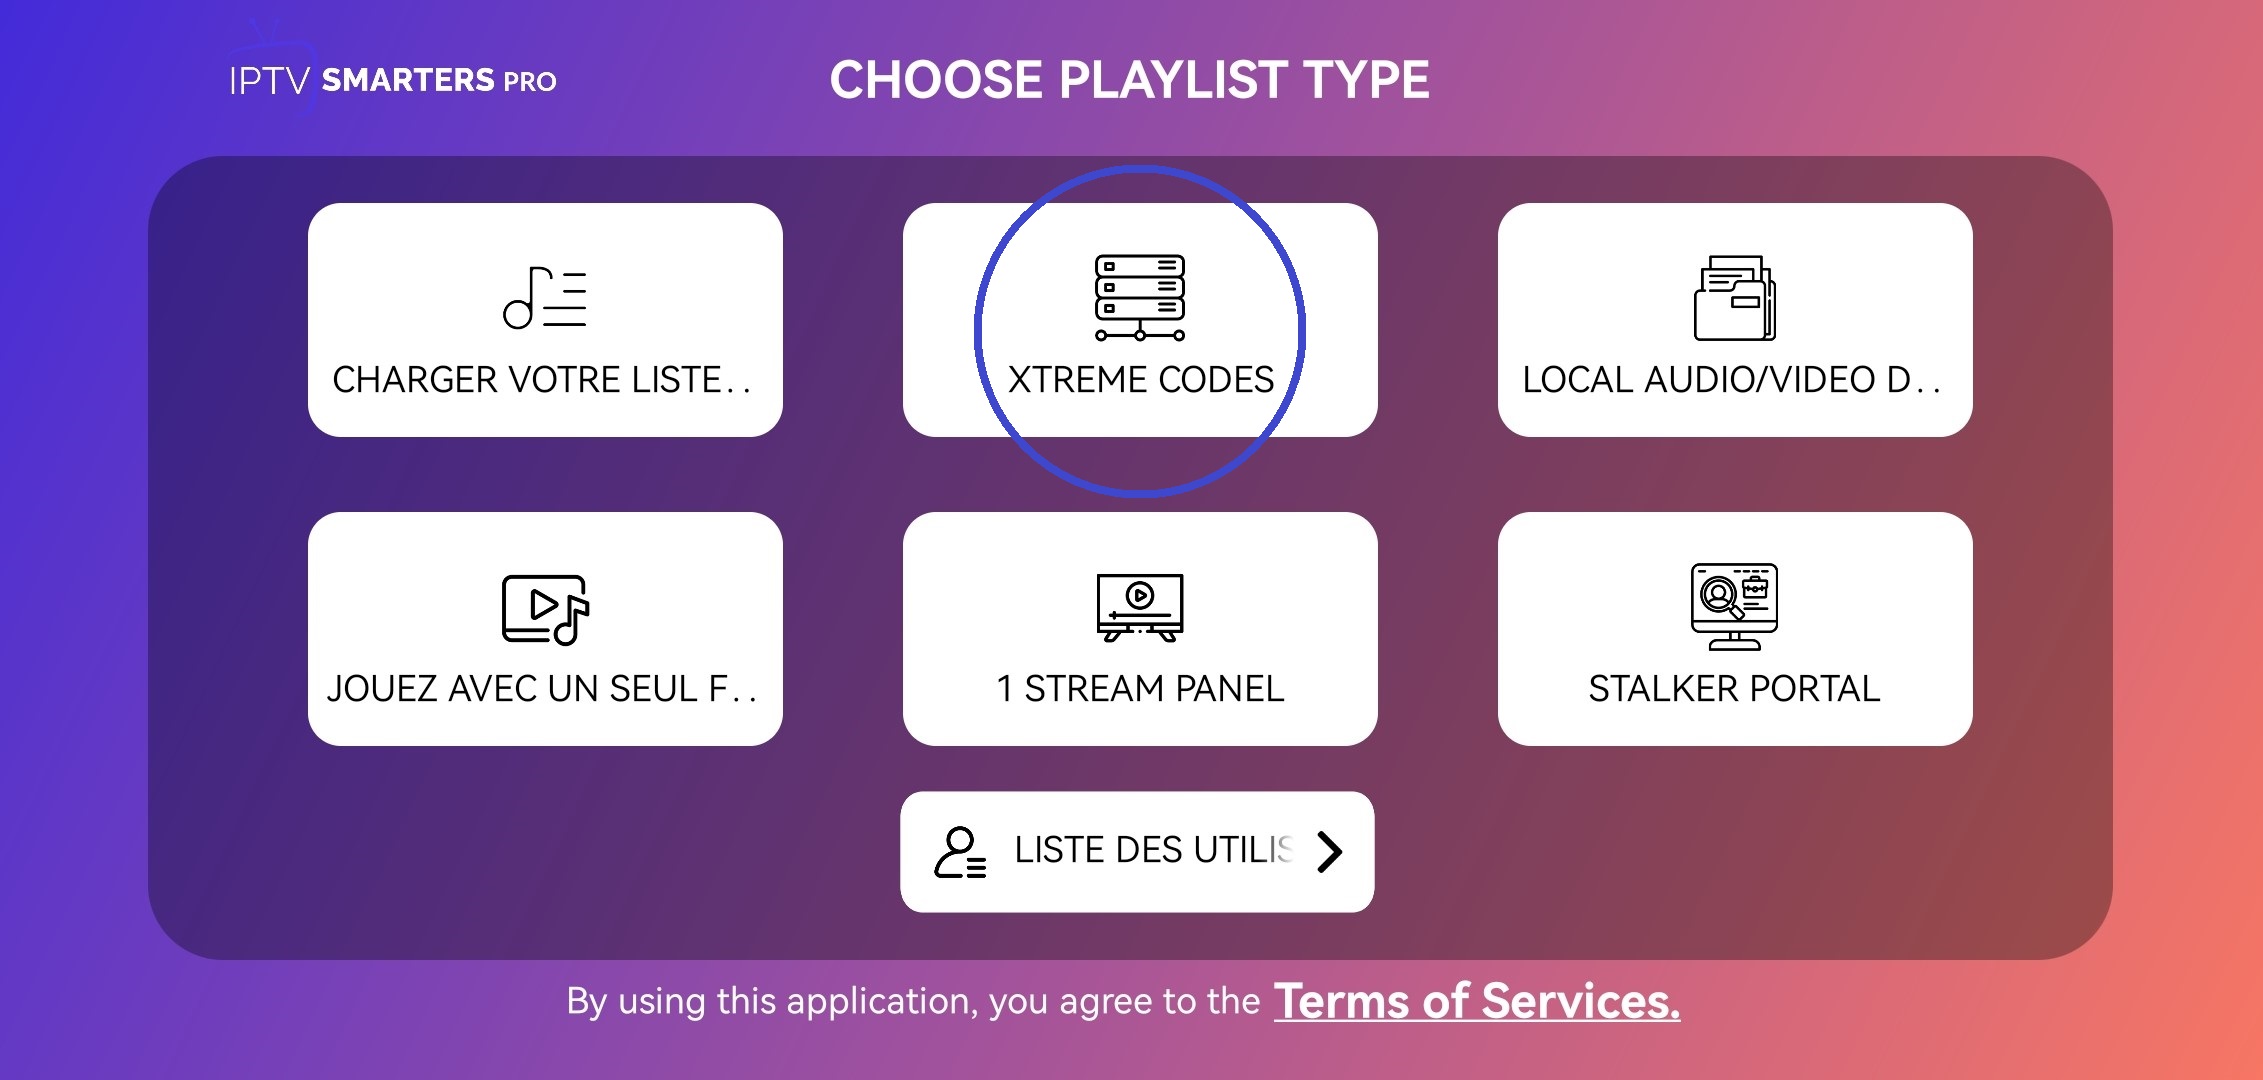 IPTV SMARTERS PRO
CHOOSE PLAYLIST TYPE
CHARGER VOTRE LISTE..
XTREME CODES
LOCAL AUDIO/VIDEO D..
JOUEZ AVEC UN SEUL F..
1 STREAM PANEL
STALKER PORTAL
LISTE DES UTILIS
By using this application, you agree to the Terms of Services.